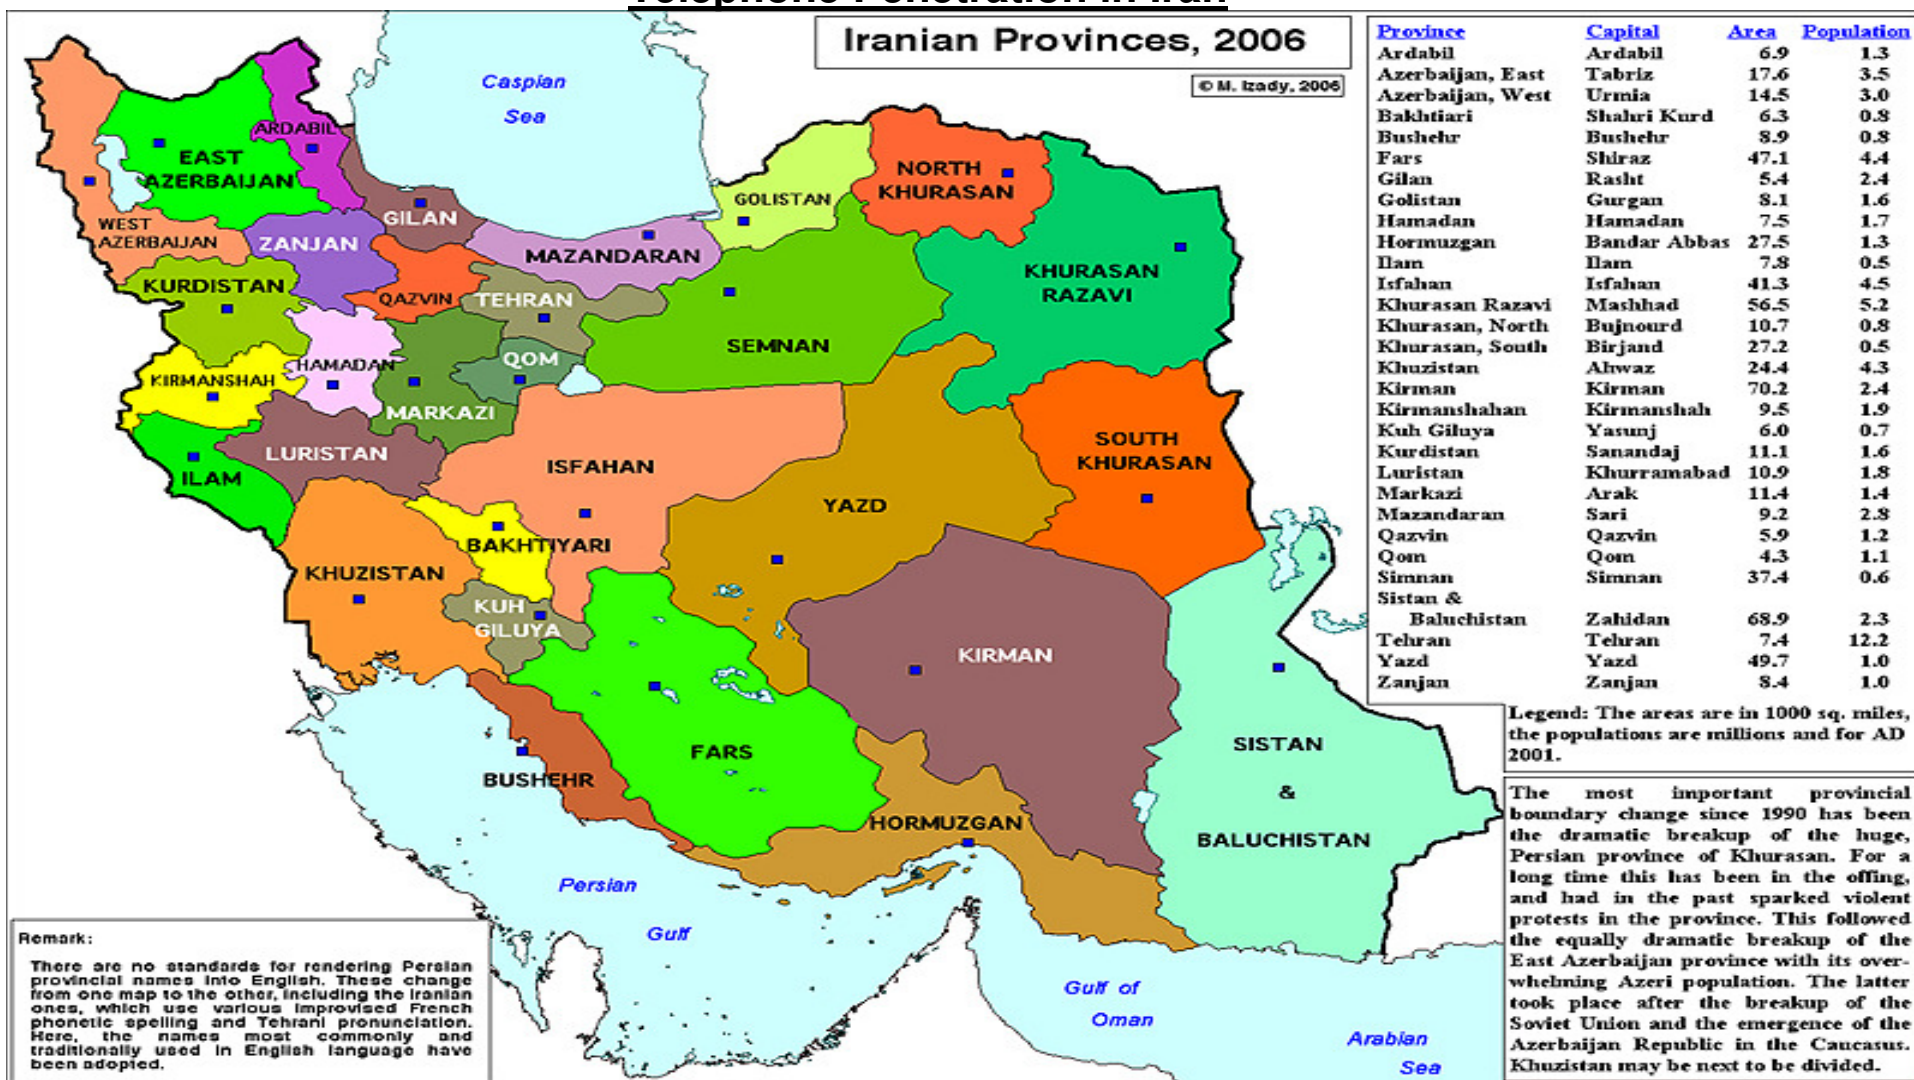 Telephone Penetration in Iran
Iranian Provinces, 2006
© M. Izady, 2006
Caspian
Sea
ARDABIL
EAST
AZERBAIJAN
WEST
AZERBAIJAN
GILAN
ZANJAN
MAZANDARAN
GOLISTAN
NORTH
KHURASAN
KHURASAN
RAZAVI
KURDISTAN
QAZVIN
TEHRAN
SEMNAN
QOM
HAMADAN
KIRMANSHAH
MARKAZI
LURISTAN
ILAM
ISFAHAN
SOUTH
KHURASAN
YAZD
BAKHTIYARI
KHUZISTAN
KUH
GILUYA
KIRMAN
FARS
BUSHEHR
HORMUZGAN
SISTAN
&
BALUCHISTAN
Persian
Gulf
Gulf of
Oman
Arabian
Sea
Province Capital Area Population
Ardabil Ardabil 6.9 1.3
Azerbaijan, East Tabriz 17.6 3.5
Azerbaijan, West Urmia 14.5 3.0
Bakhtiari Shahri Kurd 6.3 0.8
Bushehr Bushehr 8.9 0.8
Fars Shiraz 47.1 4.4
Gilan Rasht 5.4 2.4
Golistan Gurgan 8.1 1.6
Hamadan Hamadan 7.5 1.7
Hormuzgan Bandar Abbas 27.5 1.3
Ilam Ilam 7.8 0.5
Isfahan Isfahan 41.3 4.5
Khurasan Razavi Mashhad 56.5 5.2
Khurasan, North Bujnourd 10.7 0.8
Khurasan, South Birjand 27.2 0.5
Khuzistan Ahwaz 24.4 4.3
Kirman Kirman 70.2 2.4
Kirmanshahan Kirmanshah 9.5 1.9
Kuh Giluya Yasunj 6.0 0.7
Kurdistan Sanandaj 11.1 1.6
Luristan Khurramabad 10.9 1.8
Markazi Arak 11.4 1.4
Mazandaran Sari 9.2 2.8
Qazvin Qazvin 5.9 1.2
Qom Qom 4.3 1.1
Simnan Simnan 37.4 0.6
Sistan &
Baluchistan Zahidan 68.9 2.3
Tehran Tehran 7.4 12.2
Yazd Yazd 49.7 1.0
Zanjan Zanjan 8.4 1.0
Legend: The areas are in 1000 sq. miles,
the populations are millions and for AD
2001.
The most important provincial
boundary change since 1990 has been
the dramatic breakup of the huge,
Persian province of Khurasan. For a
long time this has been in the offing,
and had in the past sparked violent
protests in the province. This followed
the equally dramatic breakup of the
East Azerbaijan province with its over-
whelming Azeri population. The latter
took place after the breakup of the
Soviet Union and the emergence of the
Azerbaijan Republic in the Caucasus.
Khuzistan may be next to be divided.
Remark:
There are no standards for rendering Persian
provincial names into English. These change
from one map to the other, including the Iranian
ones, which use various improvised French
phonetic spelling and Tehrani pronunciation.
Here, the names most commonly and
traditionally used in English language have
been adopted.